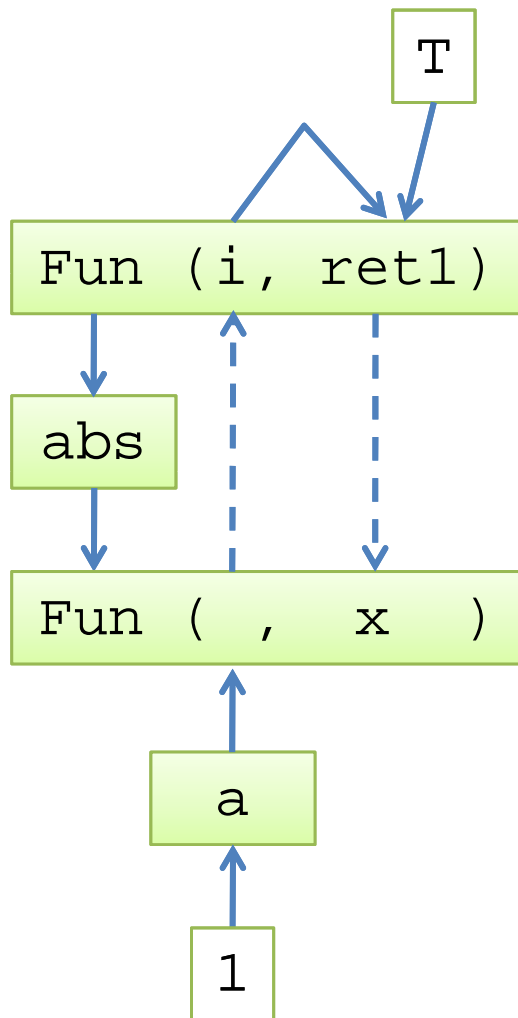 T
Fun (i, ret1)
abs
Fun ( , x )
a
1